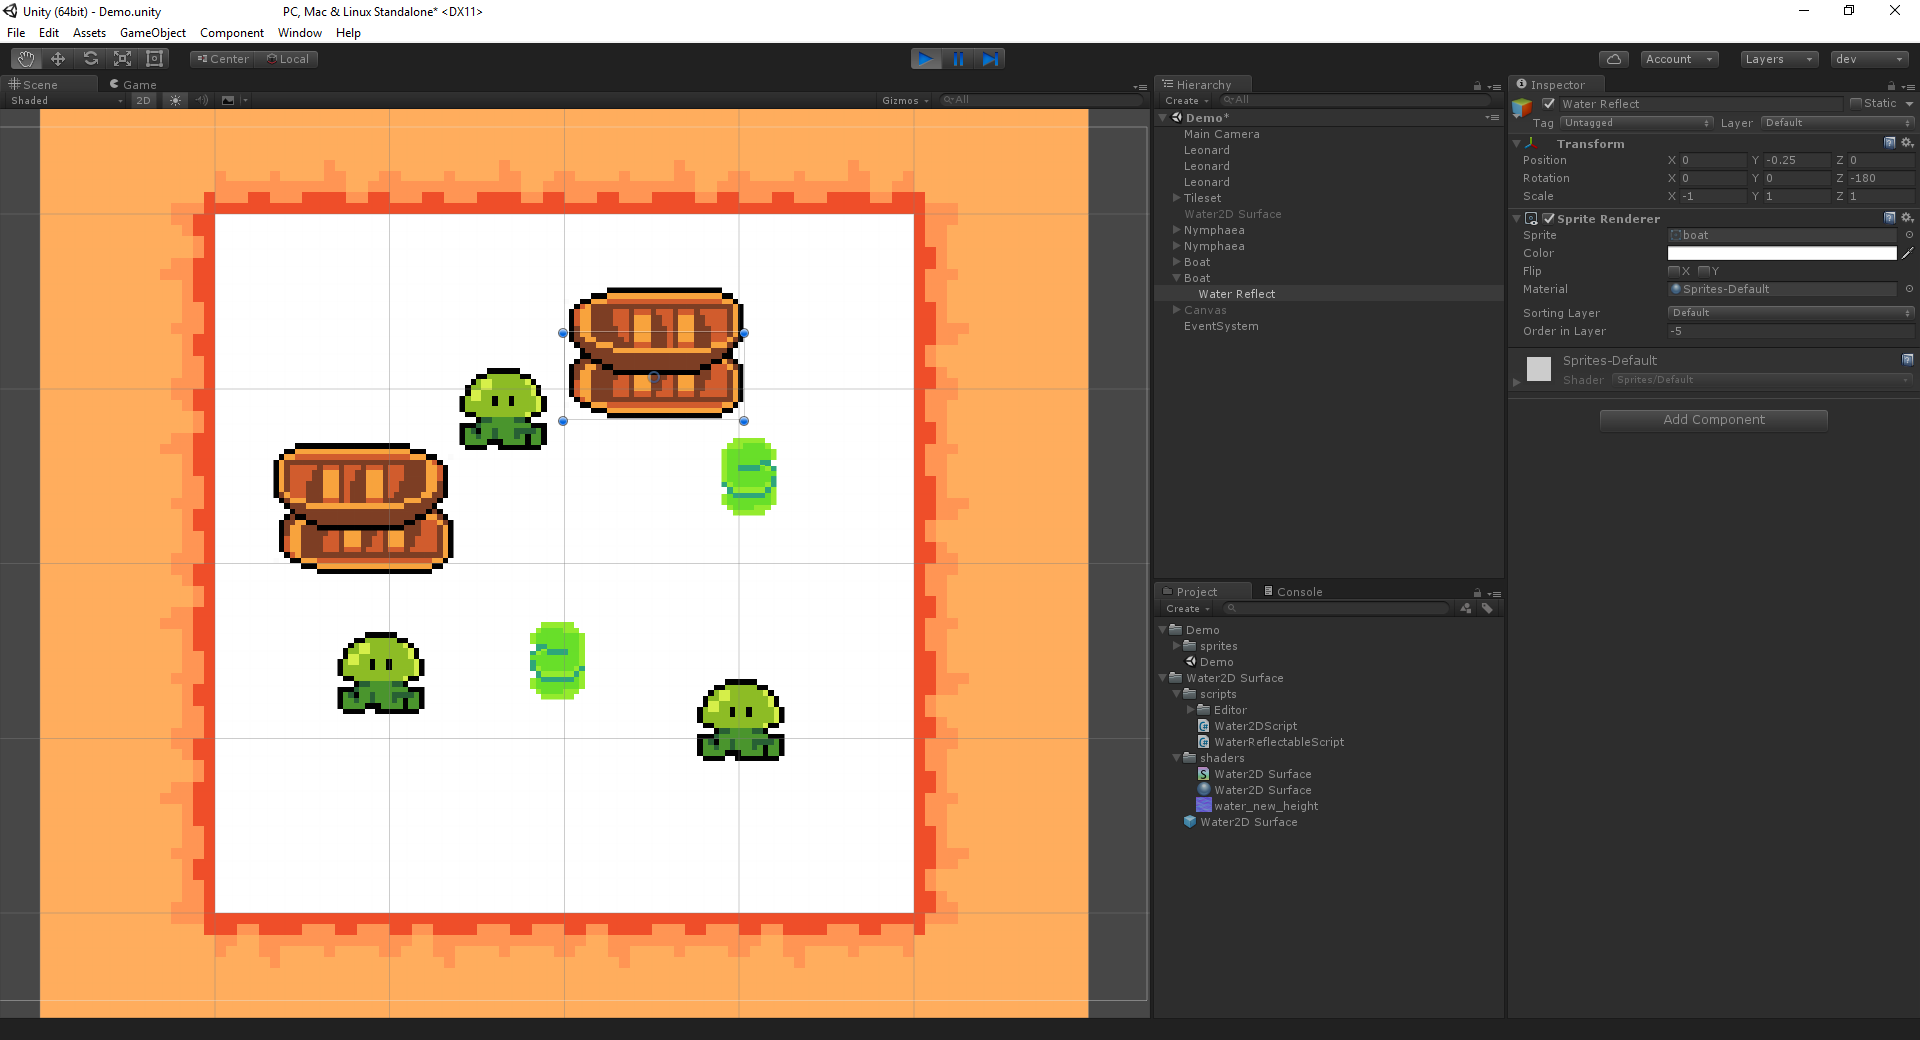 Unity (64bit) - Demo.unity PC, Mac & Linux Standalone* <DX11>
File Edit Assets GameObject Component Window Help
Center Local Account Layers dev
Scene Game
Shaded 2D Gizmos All
Hierarchy
Create All
Demo*
Main Camera
Leonard
Leonard
Leonard
Tileset
Water2D Surface
Nymphaea
Nymphaea
Boat
Boat
Water Reflect
Canvas
EventSystem
Project Console
Create
Demo
sprites
Demo
Water2D Surface
scripts
Editor
Water2DScript
WaterReflectableScript
shaders
Water2D Surface
Water2D Surface
water_new_height
Water2D Surface
Inspector
Water Reflect Static
Tag Untagged Layer Default
Transform
Position X 0 Y -0.25 Z 0
Rotation X 0 Y 0 Z -180
Scale X -1 Y 1 Z 1
Sprite Renderer
Sprite boat
Color
Flip X Y
Material Sprites-Default
Sorting Layer Default
Order in Layer -5
Sprites-Default
Shader Sprites/Default
Add Component